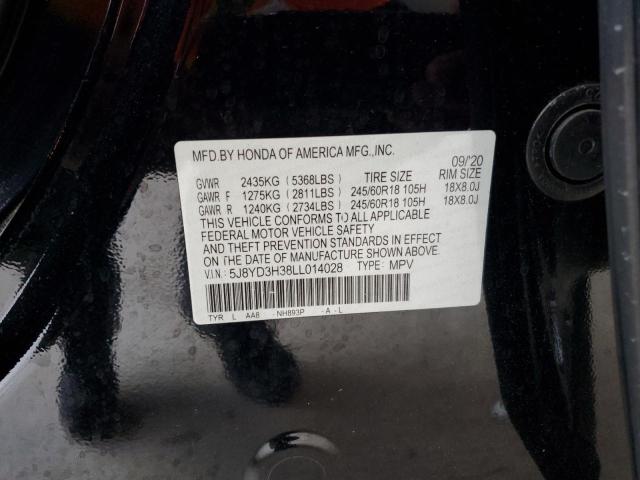 MFD.BY HONDA OF AMERICA MFG.,INC. 09/'20
GVWR 2435KG (5368LBS) TIRE SIZE RIM SIZE
GAWR F 1275KG (2811LBS) 245/60R18 105H 18X8.0J
GAWR R 1240KG (2734LBS) 245/60R18 105H 18X8.0J
THIS VEHICLE CONFORMS TO ALL APPLICABLE
FEDERAL MOTOR VEHICLE SAFETY
AND THEFT PREVENTION STANDARDS IN EFFECT
ON THE DATE OF MANUFACTURE SHOWN ABOVE.
V.I.N.: 5J8YD3H38LL014028 TYPE: MPV
TYR L AA8 -NH893P -A-L